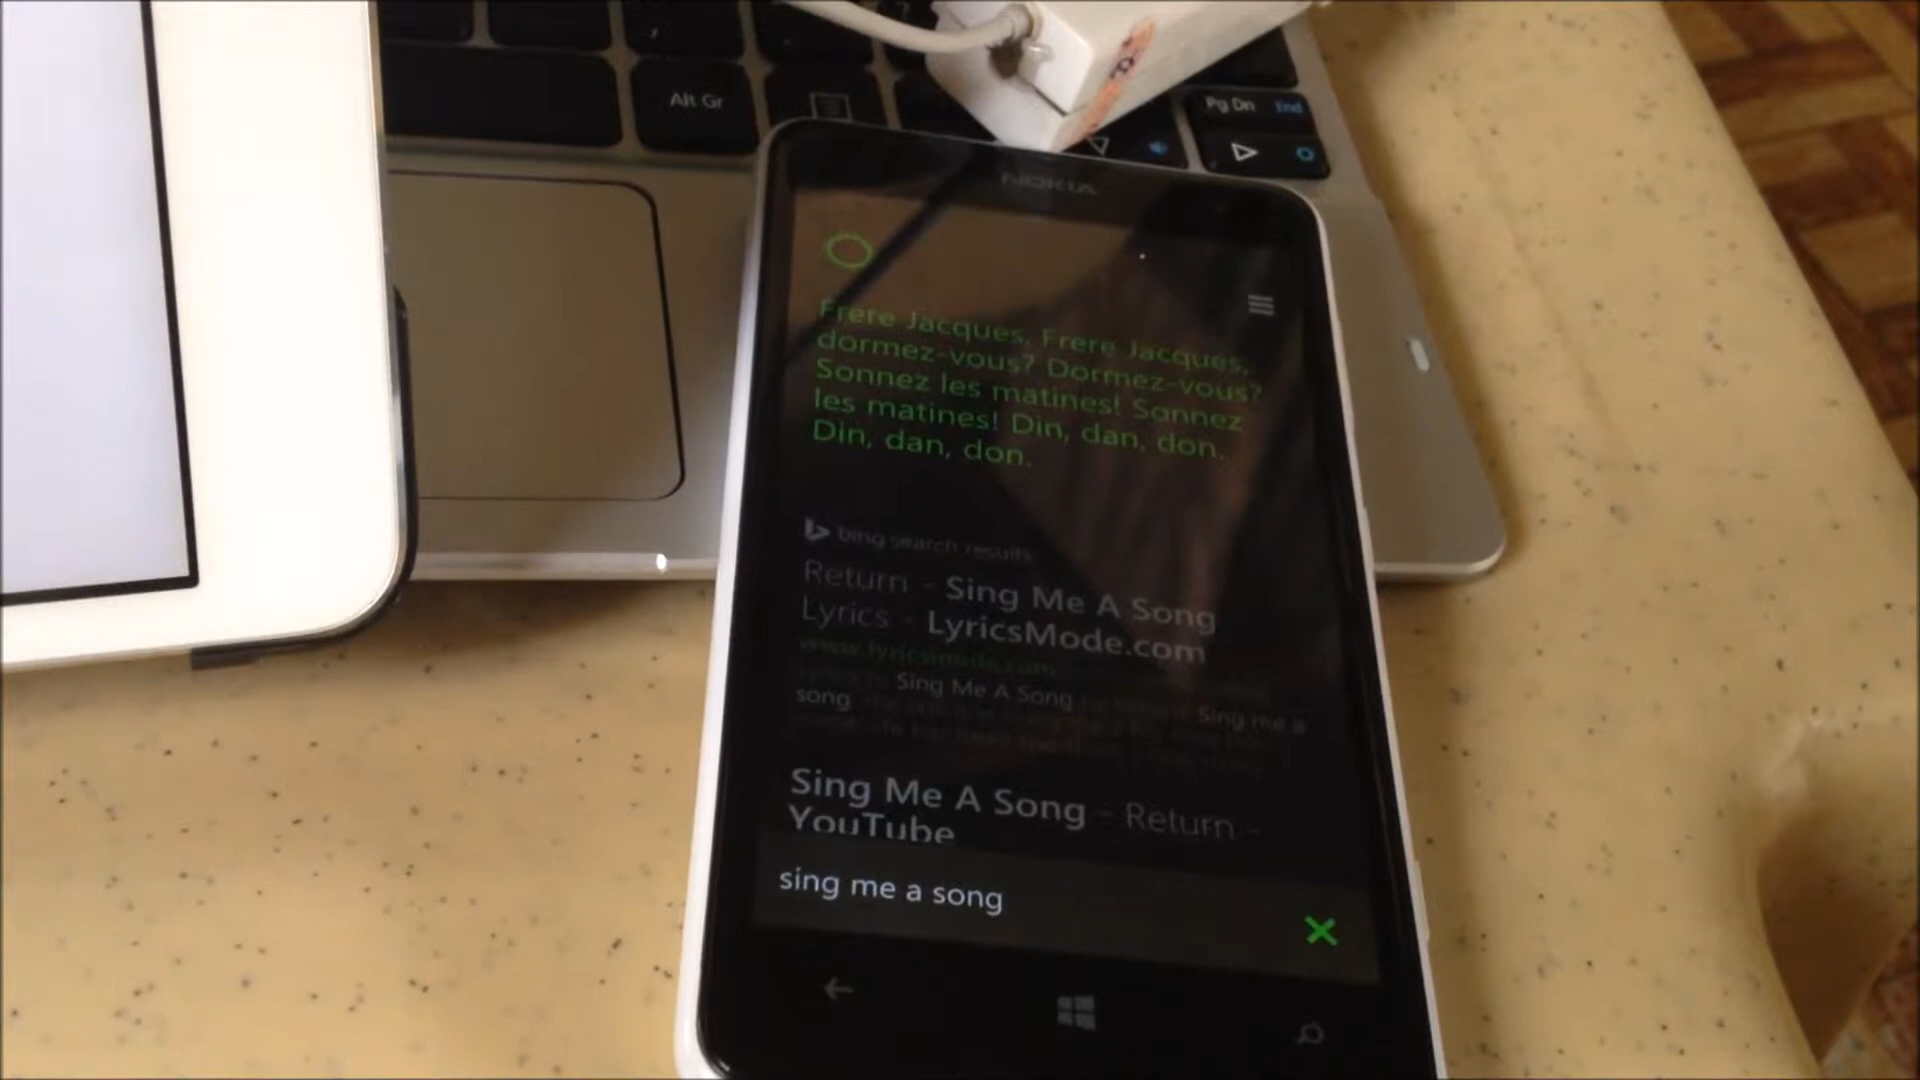 Alt Gr
Pg Dn End
NOKIA
Frere Jacques, Frere Jacques,
dormez-vous? Dormez-vous?
Sonnez les matines! Sonnez
les matines! Din, dan, don.
Din, dan, don.
bing search results
Return - Sing Me A Song
Lyrics - LyricsMode.com
www.lyricsmode.com
Sing Me A Song Sing me a
song
Sing Me A Song - Return -
YouTube
sing me a song